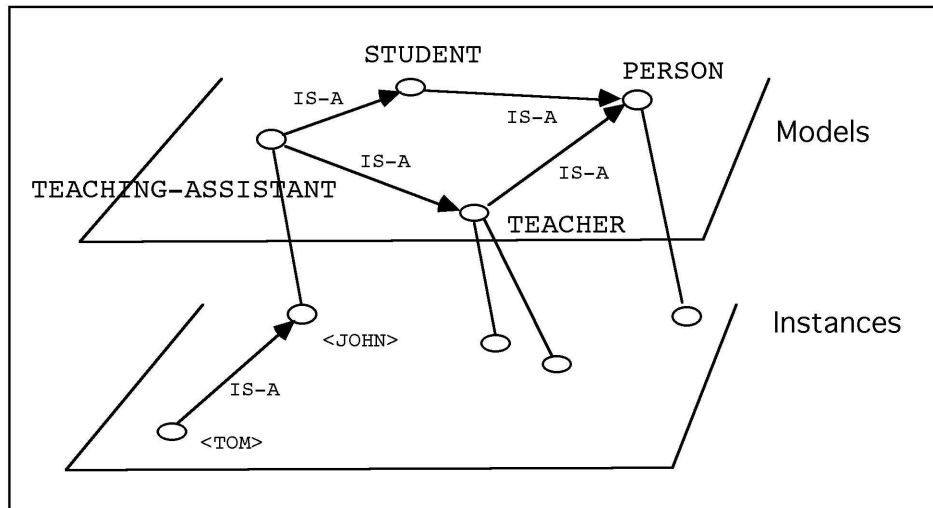 STUDENT
PERSON
IS-A
IS-A
Models
IS-A
IS-A
TEACHING-ASSISTANT
TEACHER
Instances
<JOHN>
IS-A
<TOM>